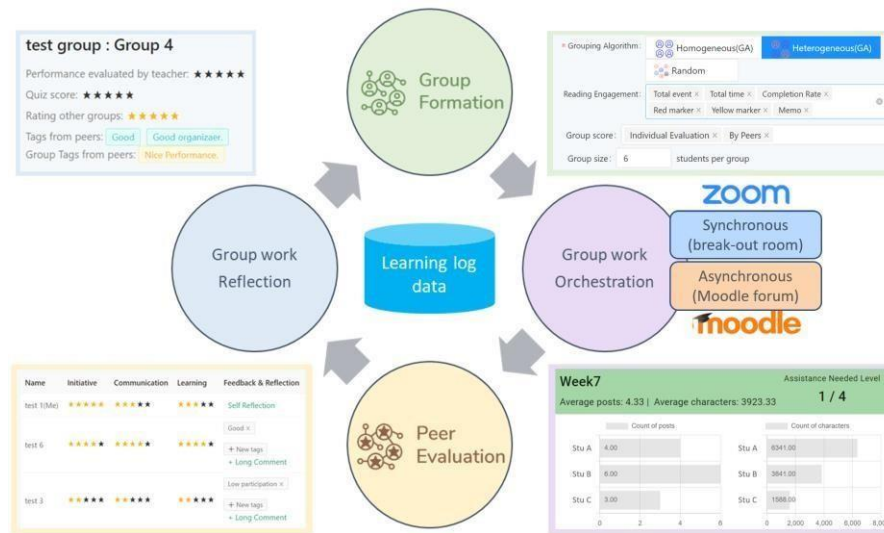 test group : Group 4
Performance evaluated by teacher: ★★★★★
Quiz score: ★★★★★
Rating other groups: ★★★★★
Tags from peers: Good Good organizaer.
Group Tags from peers: Nice Performance.
Group
Formation
* Grouping Algorithm: Homogeneous(GA) Heterogeneous(GA)
Random
Reading Engagement: Total event × Total time × Completion Rate ×
Red marker × Yellow marker × Memo ×
Group score: Individual Evaluation × By Peers ×
Group size: 6 students per group
Group work
Reflection
Learning log
data
Group work
Orchestration
zoom
Synchronous
(break-out room)
Asynchronous
(Moodle forum)
moodle
Name Initiative Communication Learning Feedback & Reflection
test 1(Me) ★★★★★ ★★★★★ ★★★★★ Self Reflection
Good ×
test 6 ★★★★★ ★★★★★ ★★★★★ + New tags
+ Long Comment
Low participation ×
test 3 ★★★★★ ★★★★★ ★★★★★ + New tags
+ Long Comment
Peer
Evaluation
Week7 Assistance Needed Level
Average posts: 4.33 | Average characters: 3923.33 1 / 4
Count of posts
Stu A 4.00
Stu B 6.00
Stu C 3.00
0 2 4 6
Count of characters
Stu A 6341.00
Stu B 3841.00
Stu C 1588.00
0 2,000 4,000 6,000